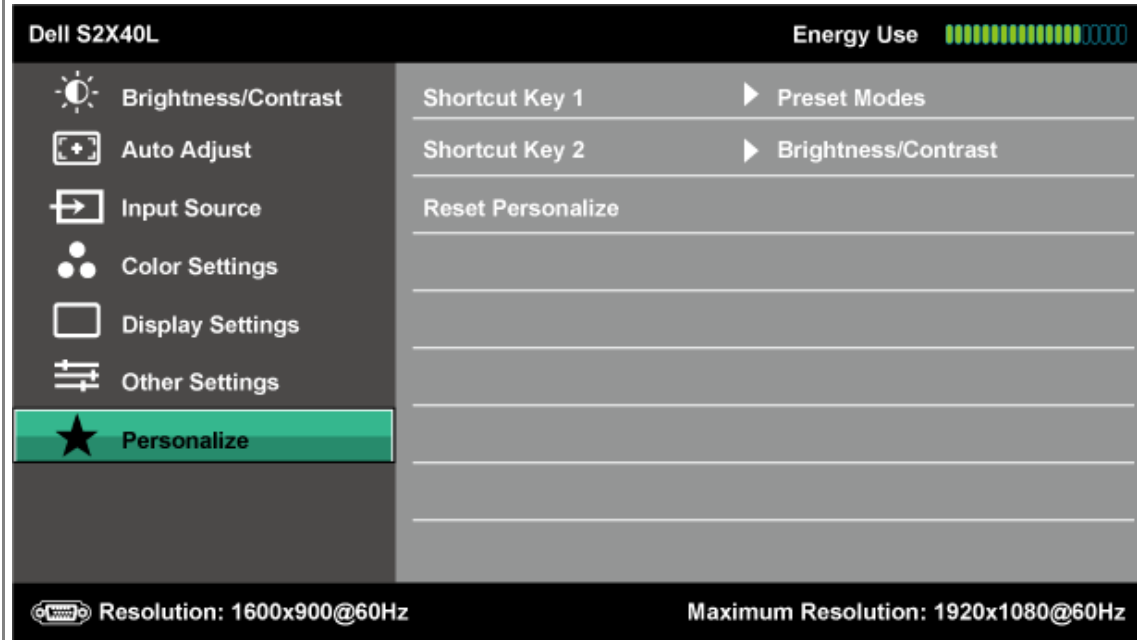 Dell S2X40L Energy Use
Brightness/Contrast Shortcut Key 1 Preset Modes
Auto Adjust Shortcut Key 2 Brightness/Contrast
Input Source Reset Personalize
Color Settings
Display Settings
Other Settings
Personalize
Resolution: 1600x900@60Hz Maximum Resolution: 1920x1080@60Hz